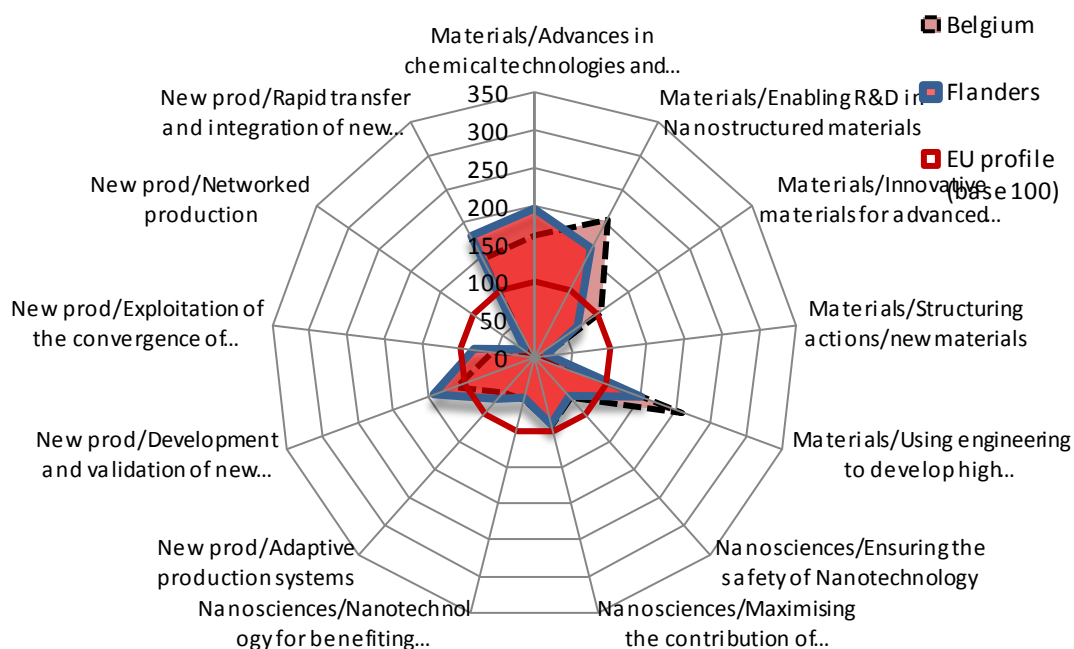 Materials/Advances in
chemical technologies and...
Belgium
Flanders
EU profile
(base 100)
Materials/Enabling R&D in
Nanostructured materials
Materials/Innovative
materials for advanced...
Materials/Structuring
actions/new materials
Materials/Using engineering
to develop high...
Nanosciences/Ensuring the
safety of Nanotechnology
Nanosciences/Maximising
the contribution of...
Nanosciences/Nanotechnol
ogy for benefiting...
New prod/Adaptive
production systems
New prod/Development
and validation of new...
New prod/Exploitation of
the convergence of...
New prod/Networked
production
New prod/Rapid transfer
and integration of new...
350
300
250
200
150
100
50
0